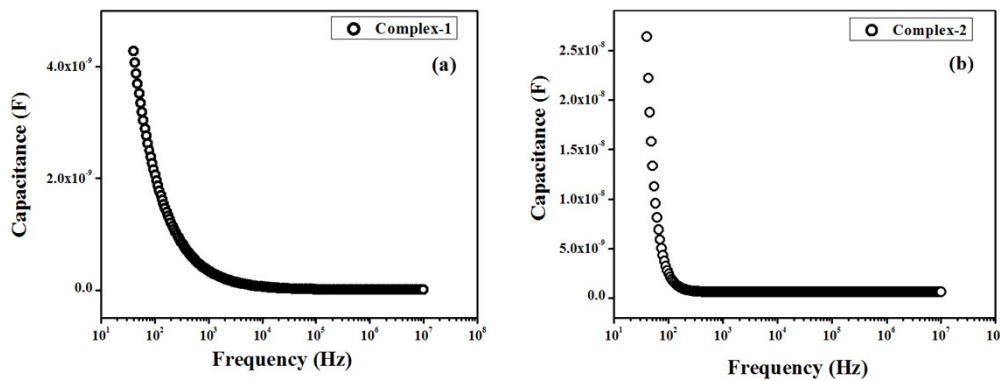 Complex-1
(a)
4.0x10⁻⁹
2.0x10⁻⁹
0.0
Capacitance (F)
10¹ 10² 10³ 10⁴ 10⁵ 10⁶ 10⁷ 10⁸
Frequency (Hz)
Complex-2
(b)
2.5x10⁻⁸
2.0x10⁻⁸
1.5x10⁻⁸
1.0x10⁻⁸
5.0x10⁻⁹
0.0
Capacitance (F)
10¹ 10² 10³ 10⁴ 10⁵ 10⁶ 10⁷ 10
Frequency (Hz)